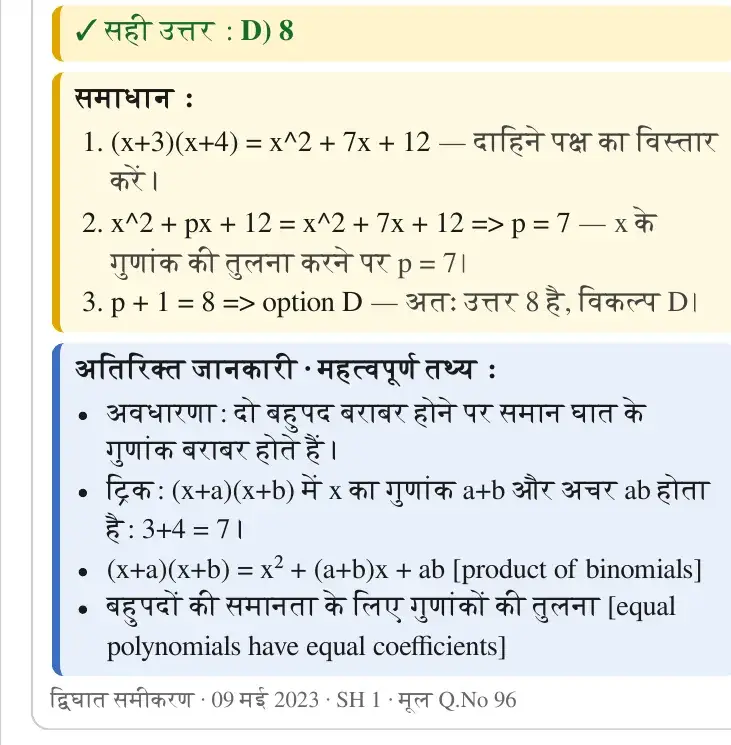 ✓ सही उत्तर : D) 8
समाधान :
1. (x+3)(x+4) = x^2 + 7x + 12 — दाहिने पक्ष का विस्तार
करें।
2. x^2 + px + 12 = x^2 + 7x + 12 => p = 7 — x के
गुणांक की तुलना करने पर p = 7।
3. p + 1 = 8 => option D — अतः उत्तर 8 है, विकल्प D।
अतिरिक्त जानकारी · महत्वपूर्ण तथ्य :
• अवधारणा : दो बहुपद बराबर होने पर समान घात के
गुणांक बराबर होते हैं।
• ट्रिक : (x+a)(x+b) में x का गुणांक a+b और अचर ab होता
है : 3+4 = 7।
• (x+a)(x+b) = x² + (a+b)x + ab [product of binomials]
• बहुपदों की समानता के लिए गुणांकों की तुलना [equal
polynomials have equal coefficients]
द्विघात समीकरण · 09 मई 2023 · SH 1 · मूल Q.No 96